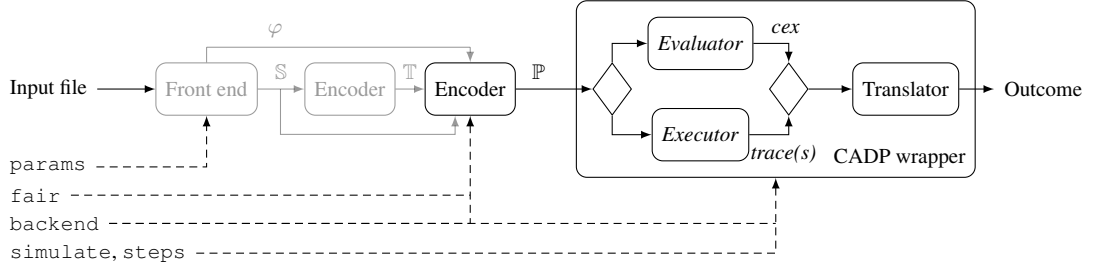 φ
cex
Evaluator
Input file
Front end
𝕊
Encoder
𝕋
Encoder
ℙ
Translator
Outcome
Executor
trace(s)
CADP wrapper
params
fair
backend
simulate, steps